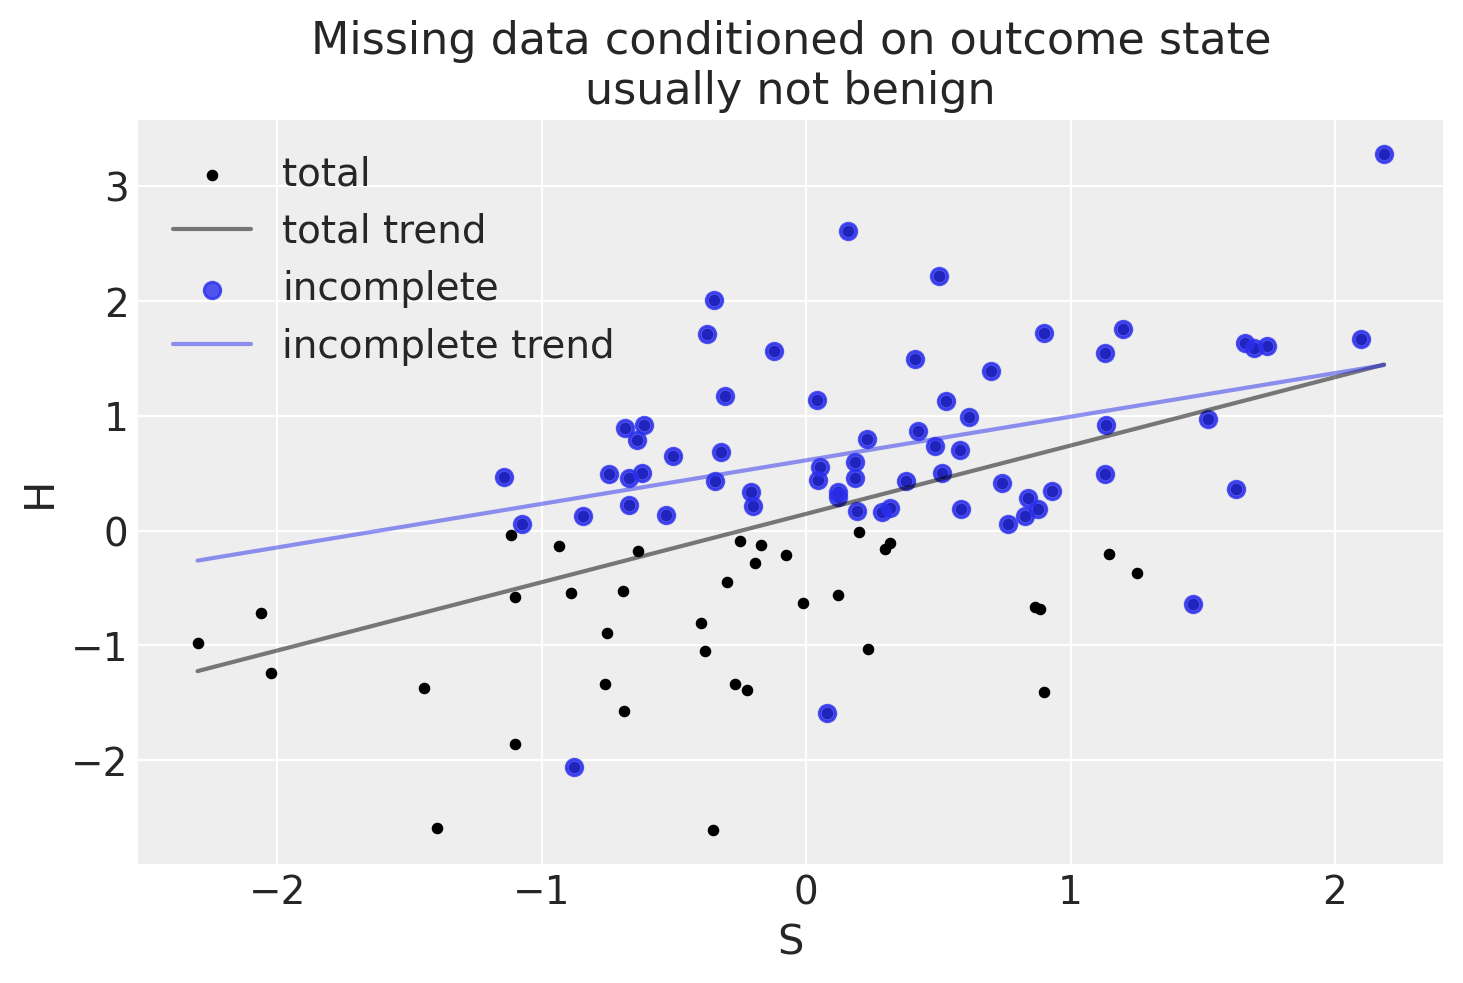 Missing data conditioned on outcome state
usually not benign
total
total trend
incomplete
incomplete trend
3
2
1
0
−1
−2
H
−2
−1
0
1
2
S